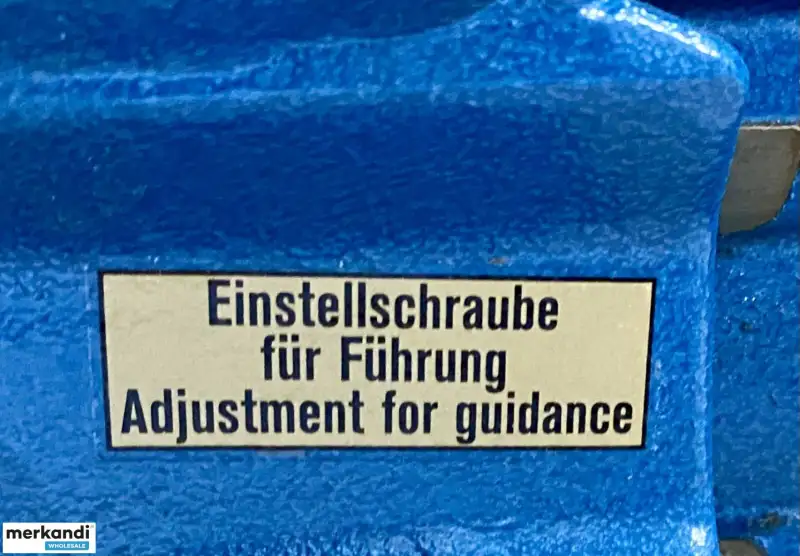 Einstellschraube
für Führung
Adjustment for guidance
merkandi
WHOLESALE